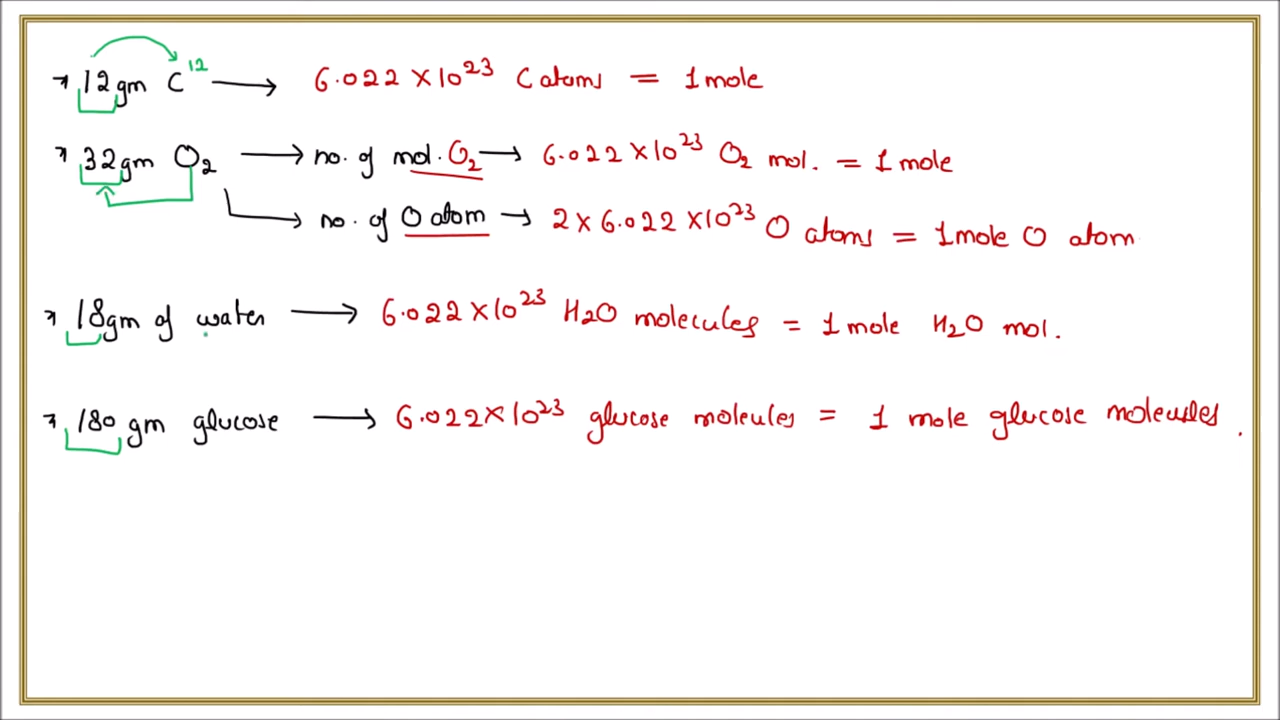 12gm C¹² → 6.022 × 10²³ C atoms = 1 mole
32gm O₂ → no. of mol. O₂ → 6.022 × 10²³ O₂ mol. = 1 mole
→ no. of O atom → 2 × 6.022 × 10²³ O atoms = 1 mole O atom
18gm of water → 6.022 × 10²³ H₂O molecules = 1 mole H₂O mol.
180 gm glucose → 6.022 × 10²³ glucose molecules = 1 mole glucose molecules.